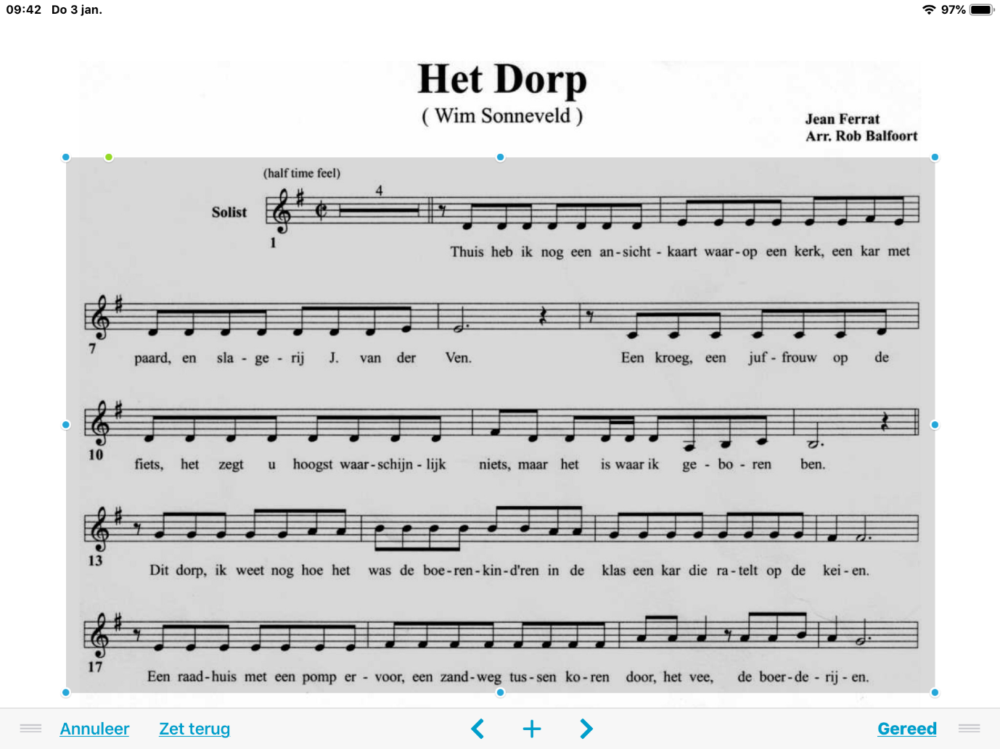 09:42 Do 3 jan. 97%
Het Dorp
( Wim Sonneveld )
Jean Ferrat
Arr. Rob Balfoort
(half time feel)
4
Solist
1
Thuis heb ik nog een an-sicht - kaart waar-op een kerk, een kar met
7
paard, en sla - ge - rij J. van der Ven. Een kroeg, een juf - frouw op de
10
fiets, het zegt u hoogst waar-schijn - lijk niets, maar het is waar ik ge - bo - ren ben.
13
Dit dorp, ik weet nog hoe het was de boe-ren-kin-d'ren in de klas een kar die ra-telt op de kei - en.
17
Een raad-huis met een pomp er - voor, een zand-weg tus-sen ko-ren door, het vee, de boer-de - rij - en.
Annuleer Zet terug Gereed